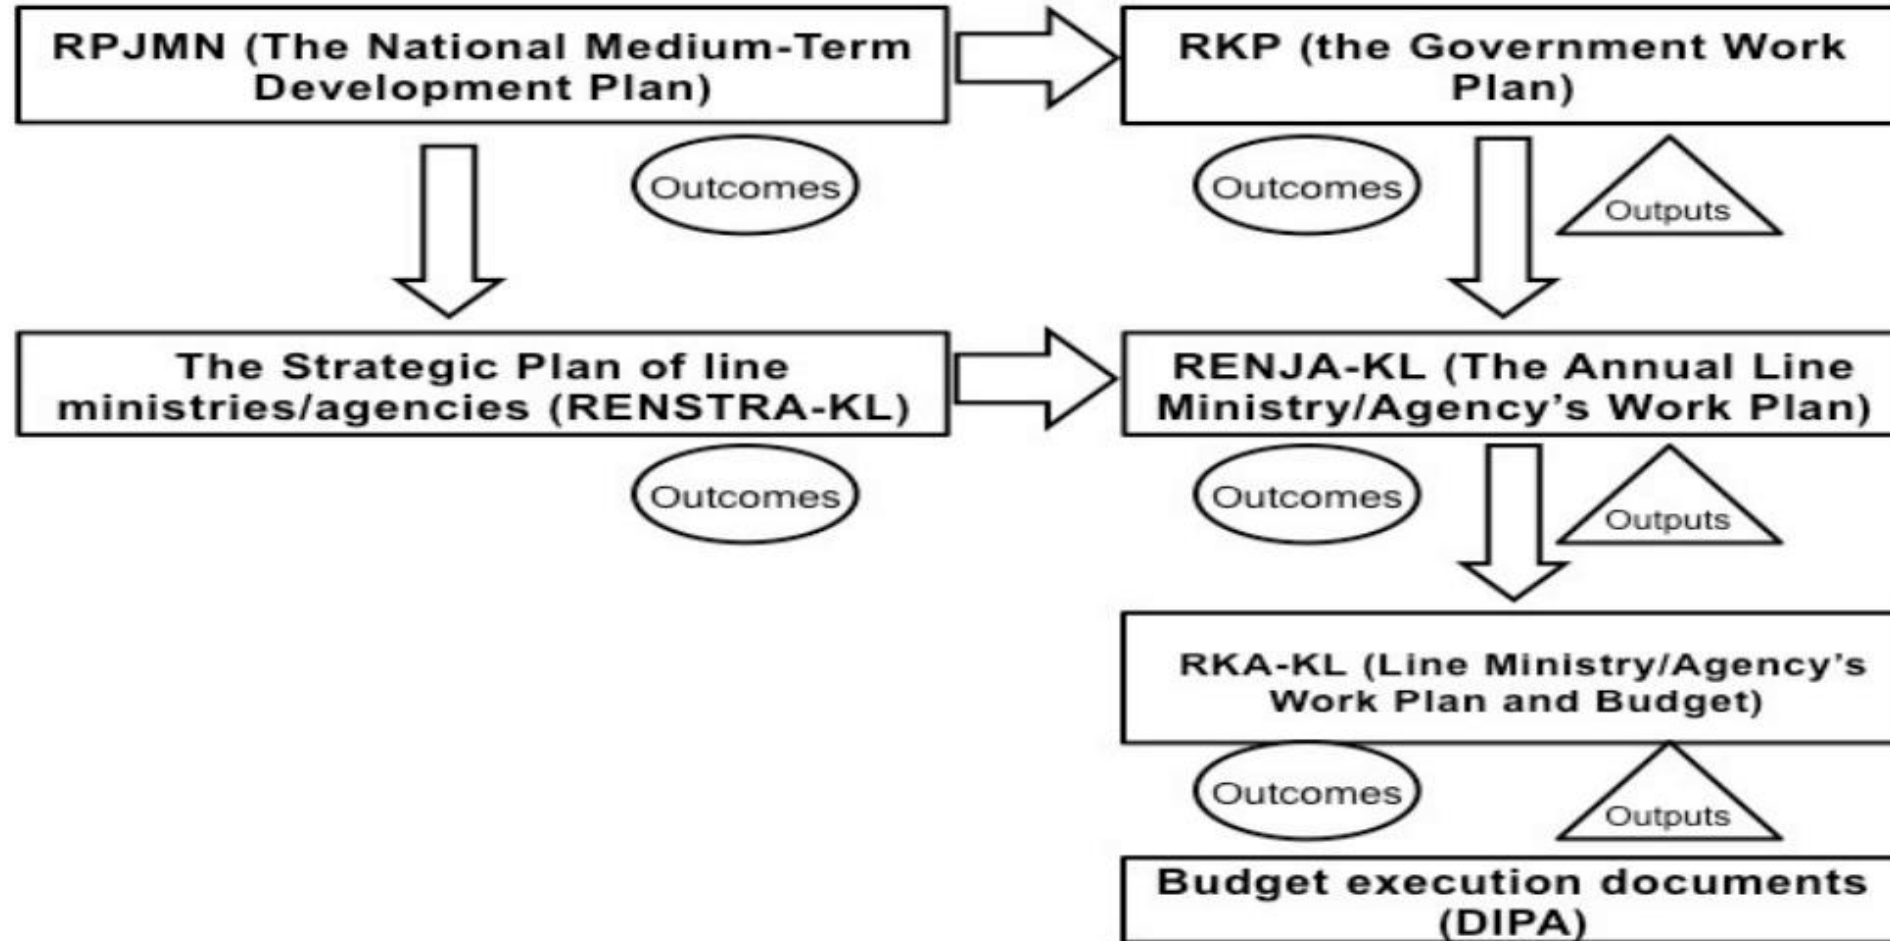 RPJMN (The National Medium-Term
Development Plan)
RKP (the Government Work
Plan)
Outcomes
Outcomes
Outputs
The Strategic Plan of line
ministries/agencies (RENSTRA-KL)
RENJA-KL (The Annual Line
Ministry/Agency’s Work Plan)
Outcomes
Outcomes
Outputs
RKA-KL (Line Ministry/Agency’s
Work Plan and Budget)
Outcomes
Outputs
Budget execution documents
(DIPA)